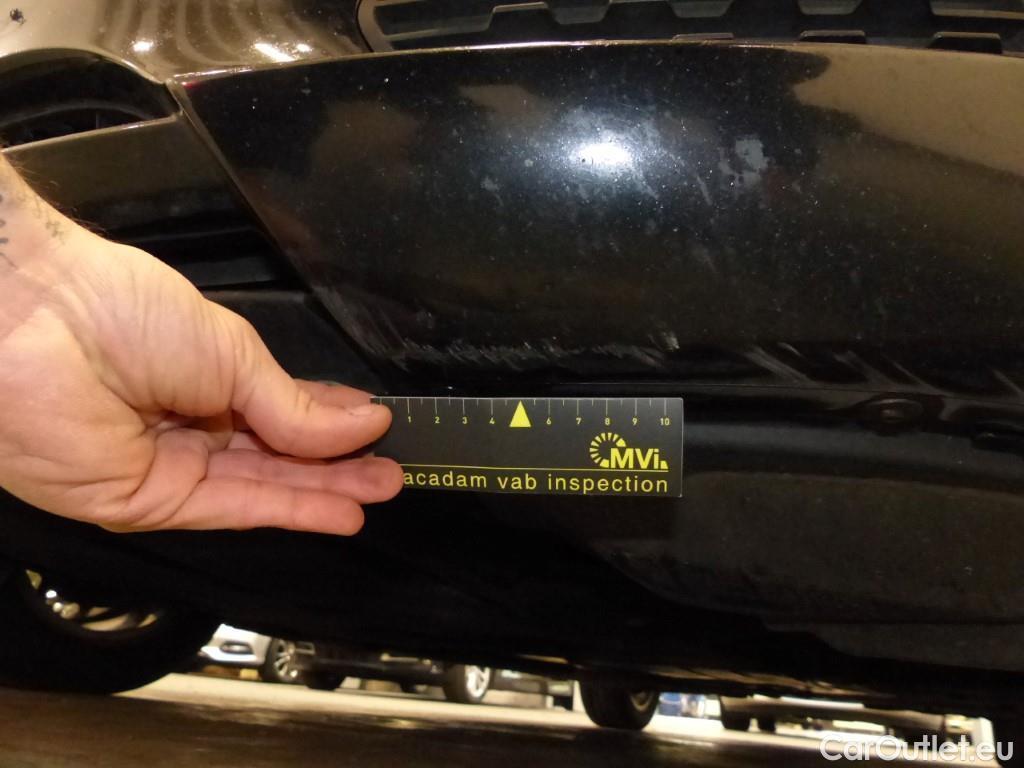 1 2 3 4 6 7 8 9 10
MVi
acadam vab inspection
CarOutlet.eu